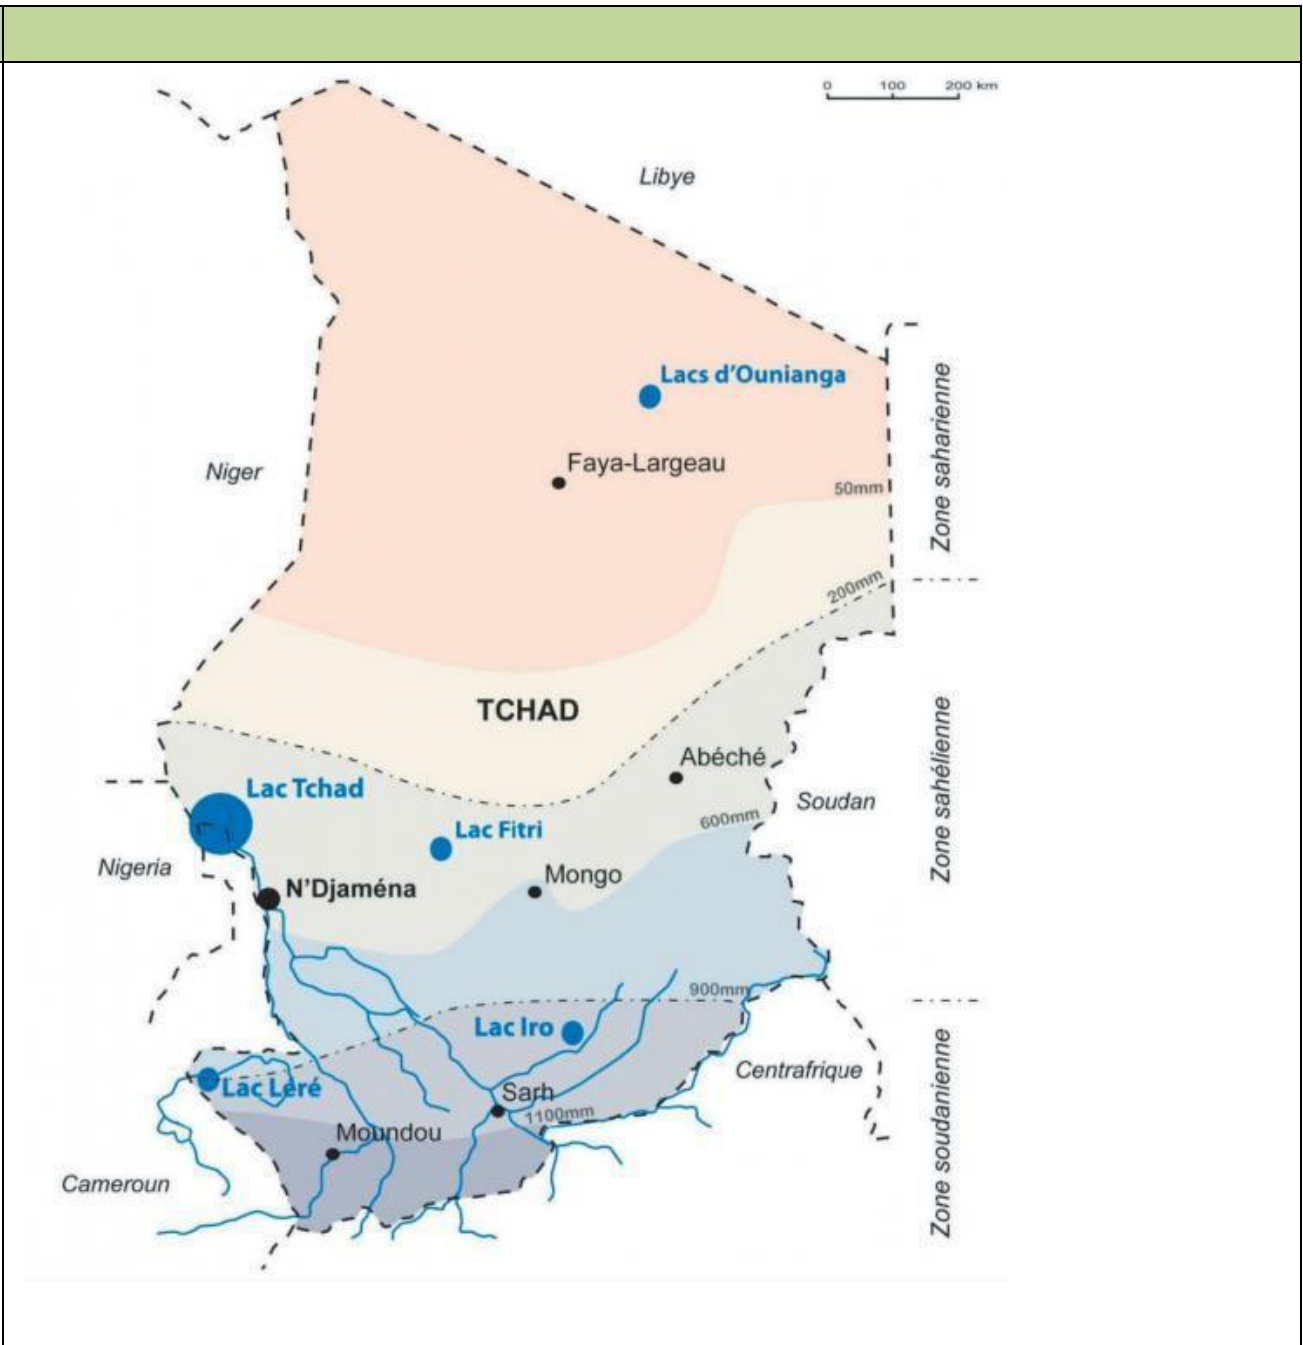 0 100 200 km
Libye
Lacs d'Ounianga
Zone saharienne
Faya-Largeau
Niger
50mm
200mm
TCHAD
Abéché
Lac Tchad
Soudan
Zone sahélienne
600mm
Lac Fitri
Nigeria
Mongo
N'Djaména
900mm
Lac Iro
Centrafrique
Lac Léré
Sarh
1100mm
Moundou
Zone soudanienne
Cameroun